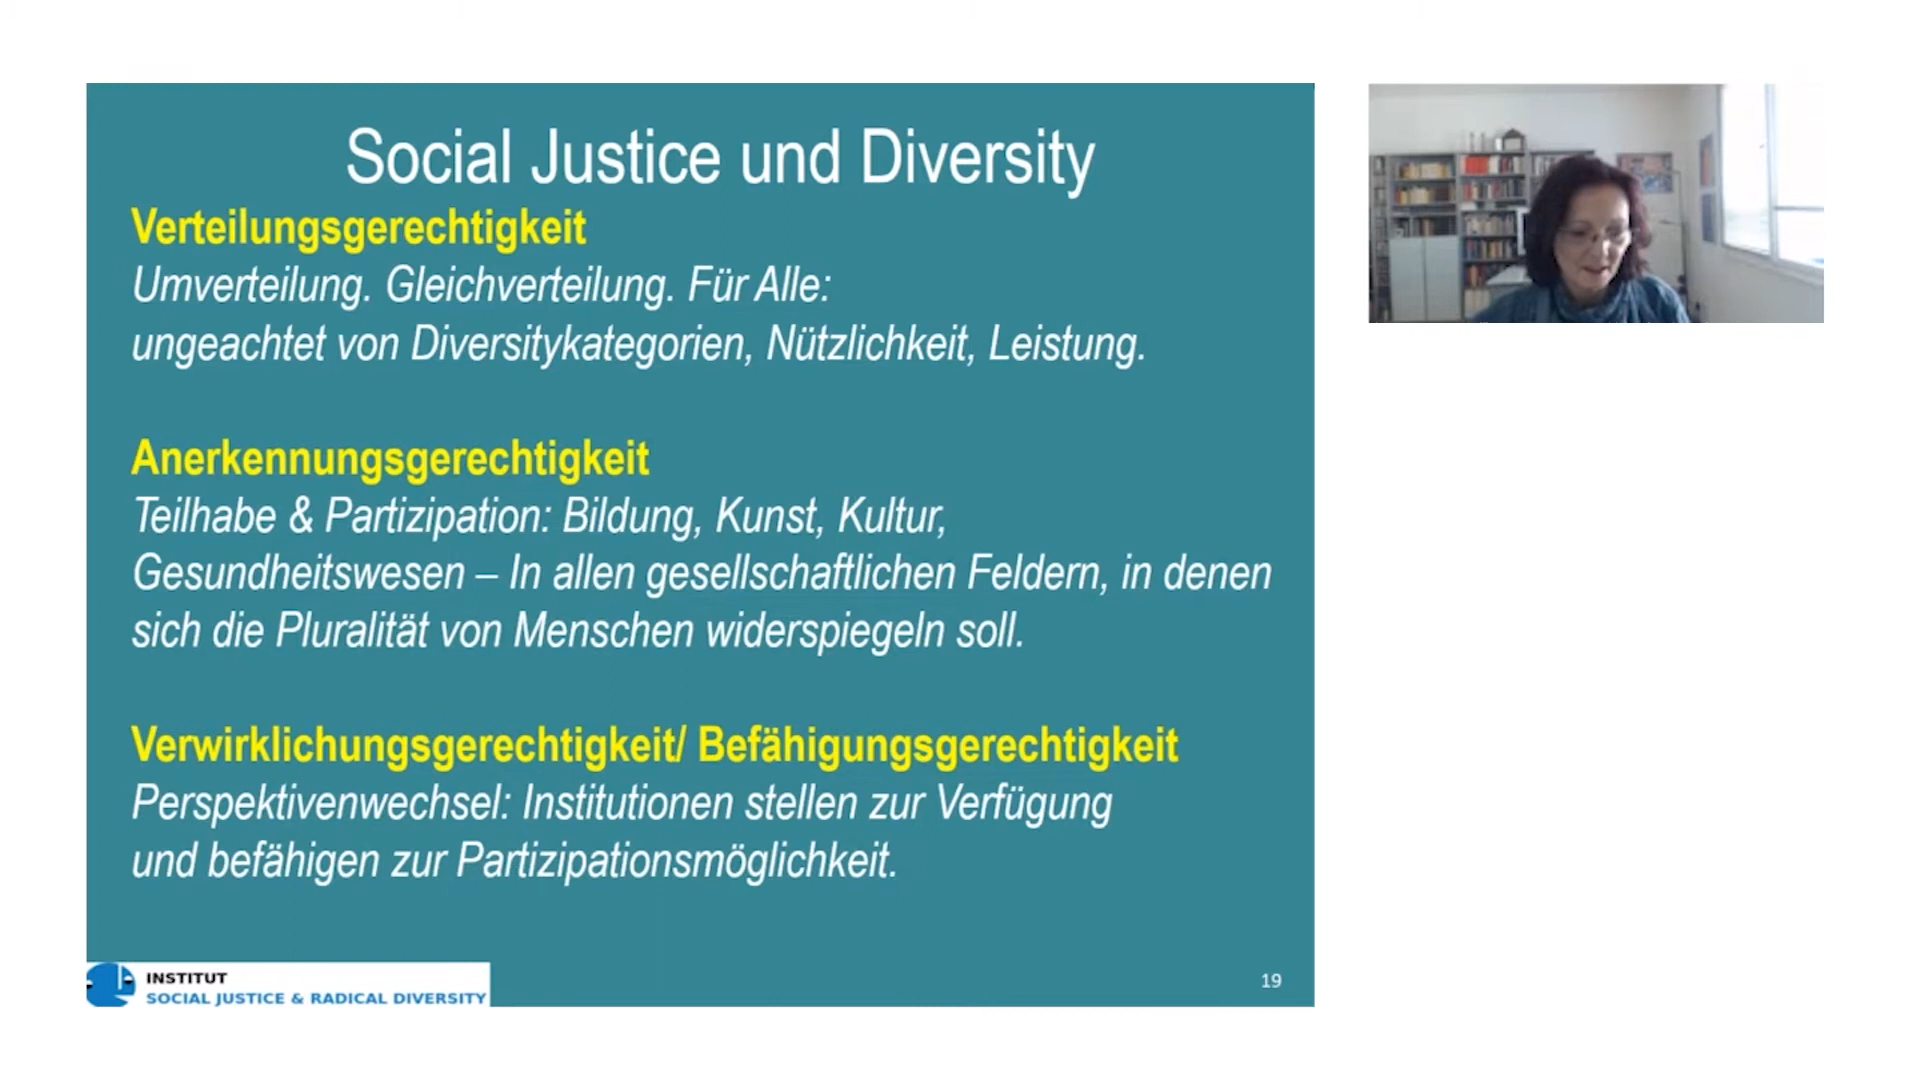 Social Justice und Diversity
Verteilungsgerechtigkeit
Umverteilung. Gleichverteilung. Für Alle:
ungeachtet von Diversitykategorien, Nützlichkeit, Leistung.
Anerkennungsgerechtigkeit
Teilhabe & Partizipation: Bildung, Kunst, Kultur,
Gesundheitswesen – In allen gesellschaftlichen Feldern, in denen
sich die Pluralität von Menschen widerspiegeln soll.
Verwirklichungsgerechtigkeit/ Befähigungsgerechtigkeit
Perspektivenwechsel: Institutionen stellen zur Verfügung
und befähigen zur Partizipationsmöglichkeit.
INSTITUT
SOCIAL JUSTICE & RADICAL DIVERSITY
19